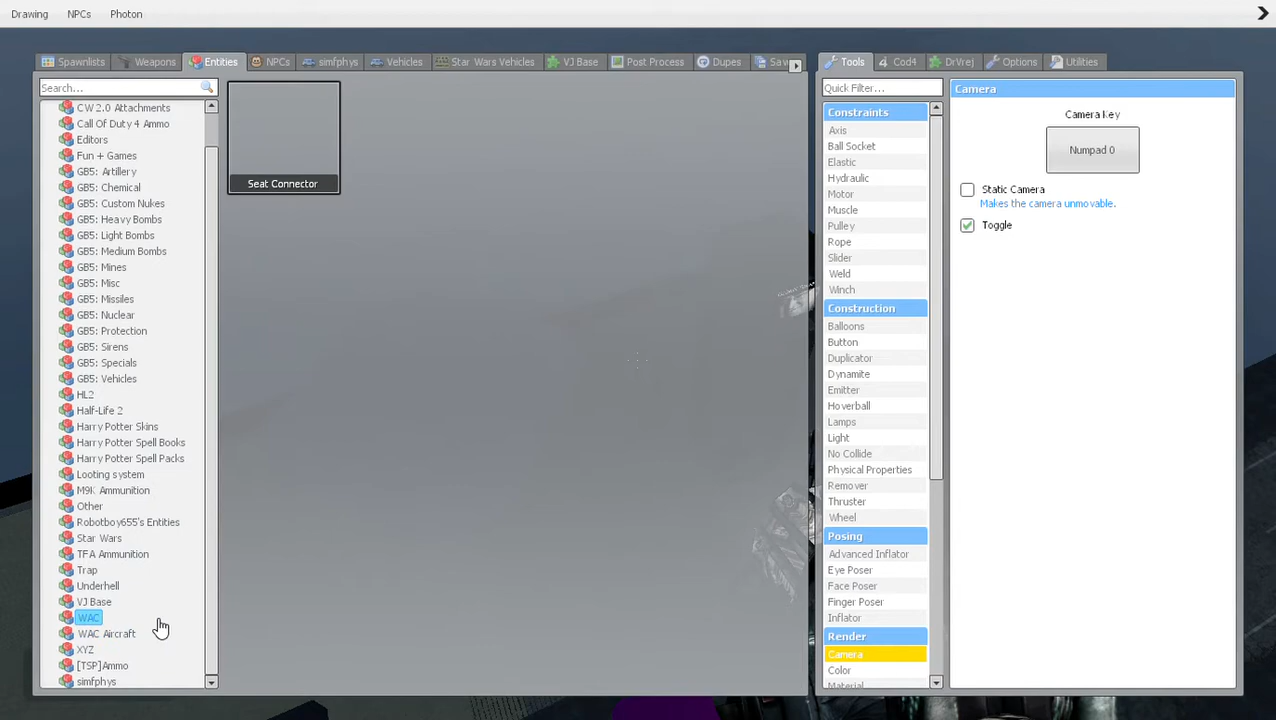 Drawing NPCs Photon
Spawnlists Weapons Entities NPCs simfphys Vehicles Star Wars Vehicles VJ Base Post Process Dupes Sav
Tools Cod4 DrVrej Options Utilities
Search...
CW 2.0 Attachments
Call Of Duty 4 Ammo
Editors
Fun + Games
GB5: Artillery
GB5: Chemical
GB5: Custom Nukes
GB5: Heavy Bombs
GB5: Light Bombs
GB5: Medium Bombs
GB5: Mines
GB5: Misc
GB5: Missiles
GB5: Nuclear
GB5: Protection
GB5: Sirens
GB5: Specials
GB5: Vehicles
HL2
Half-Life 2
Harry Potter Skins
Harry Potter Spell Books
Harry Potter Spell Packs
Looting system
M9K Ammunition
Other
Robotboy655's Entities
Star Wars
TFA Ammunition
Trap
Underhell
VJ Base
WAC
WAC Aircraft
XYZ
[TSP]Ammo
simfphys
Seat Connector
Quick Filter...
Constraints
Axis
Ball Socket
Elastic
Hydraulic
Motor
Muscle
Pulley
Rope
Slider
Weld
Winch
Construction
Balloons
Button
Duplicator
Dynamite
Emitter
Hoverball
Lamps
Light
No Collide
Physical Properties
Remover
Thruster
Wheel
Posing
Advanced Inflator
Eye Poser
Face Poser
Finger Poser
Inflator
Render
Camera
Color
Material
Camera
Camera Key
Numpad 0
Static Camera
Makes the camera unmovable.
Toggle